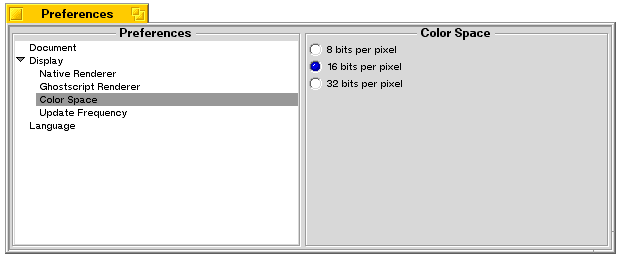 Preferences
Preferences
Document
Display
Native Renderer
Ghostscript Renderer
Color Space
Update Frequency
Language
Color Space
8 bits per pixel
16 bits per pixel
32 bits per pixel